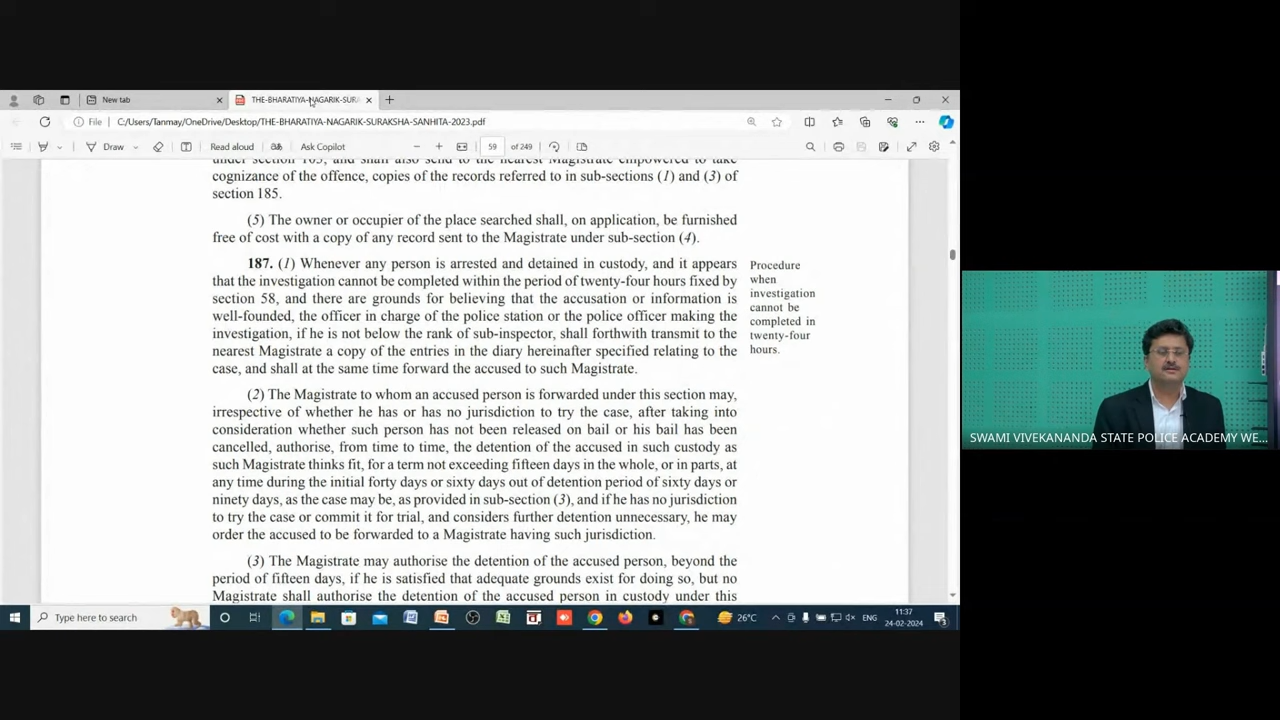 New tab
THE-BHARATIYA-NAGARIK-SURA
File
C:/Users/Tanmay/OneDrive/Desktop/THE-BHARATIYA-NAGARIK-SURAKSHA-SANHITA-2023.pdf
Draw
Read aloud
Ask Copilot
59
of 249
under section 105, and shall also send to the nearest Magistrate empowered to take
cognizance of the offence, copies of the records referred to in sub-sections (1) and (3) of
section 185.
(5) The owner or occupier of the place searched shall, on application, be furnished
free of cost with a copy of any record sent to the Magistrate under sub-section (4).
187. (1) Whenever any person is arrested and detained in custody, and it appears
that the investigation cannot be completed within the period of twenty-four hours fixed by
section 58, and there are grounds for believing that the accusation or information is
well-founded, the officer in charge of the police station or the police officer making the
investigation, if he is not below the rank of sub-inspector, shall forthwith transmit to the
nearest Magistrate a copy of the entries in the diary hereinafter specified relating to the
case, and shall at the same time forward the accused to such Magistrate.
Procedure
when
investigation
cannot be
completed in
twenty-four
hours.
(2) The Magistrate to whom an accused person is forwarded under this section may,
irrespective of whether he has or has no jurisdiction to try the case, after taking into
consideration whether such person has not been released on bail or his bail has been
cancelled, authorise, from time to time, the detention of the accused in such custody as
such Magistrate thinks fit, for a term not exceeding fifteen days in the whole, or in parts, at
any time during the initial forty days or sixty days out of detention period of sixty days or
ninety days, as the case may be, as provided in sub-section (3), and if he has no jurisdiction
to try the case or commit it for trial, and considers further detention unnecessary, he may
order the accused to be forwarded to a Magistrate having such jurisdiction.
(3) The Magistrate may authorise the detention of the accused person, beyond the
period of fifteen days, if he is satisfied that adequate grounds exist for doing so, but no
Magistrate shall authorise the detention of the accused person in custody under this
SWAMI VIVEKANANDA STATE POLICE ACADEMY WE...
Type here to search
26°C
ENG
11:37
24-02-2024